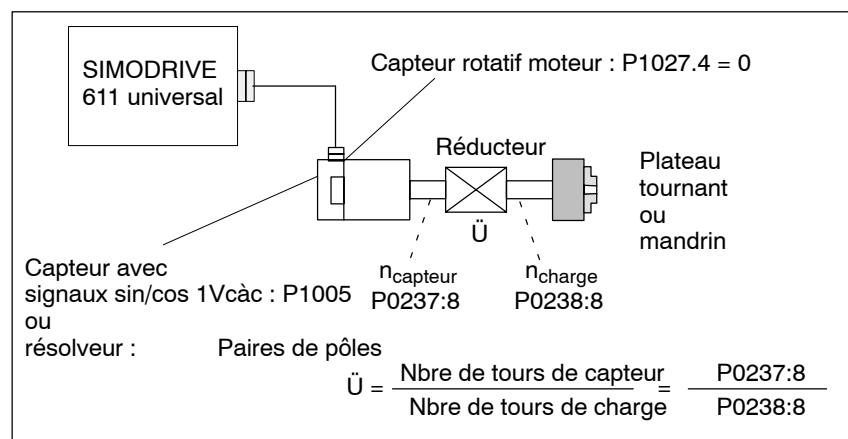 SIMODRIVE
611 universal
Capteur rotatif moteur : P1027.4 = 0
Réducteur
Plateau
tournant
ou
mandrin
Ü
ncapteur
P0237:8
ncharge
P0238:8
Capteur avec
signaux sin/cos 1Vcàc : P1005
ou
résolveur : Paires de pôles
Ü = Nbre de tours de capteur = P0237:8
Nbre de tours de charge P0238:8